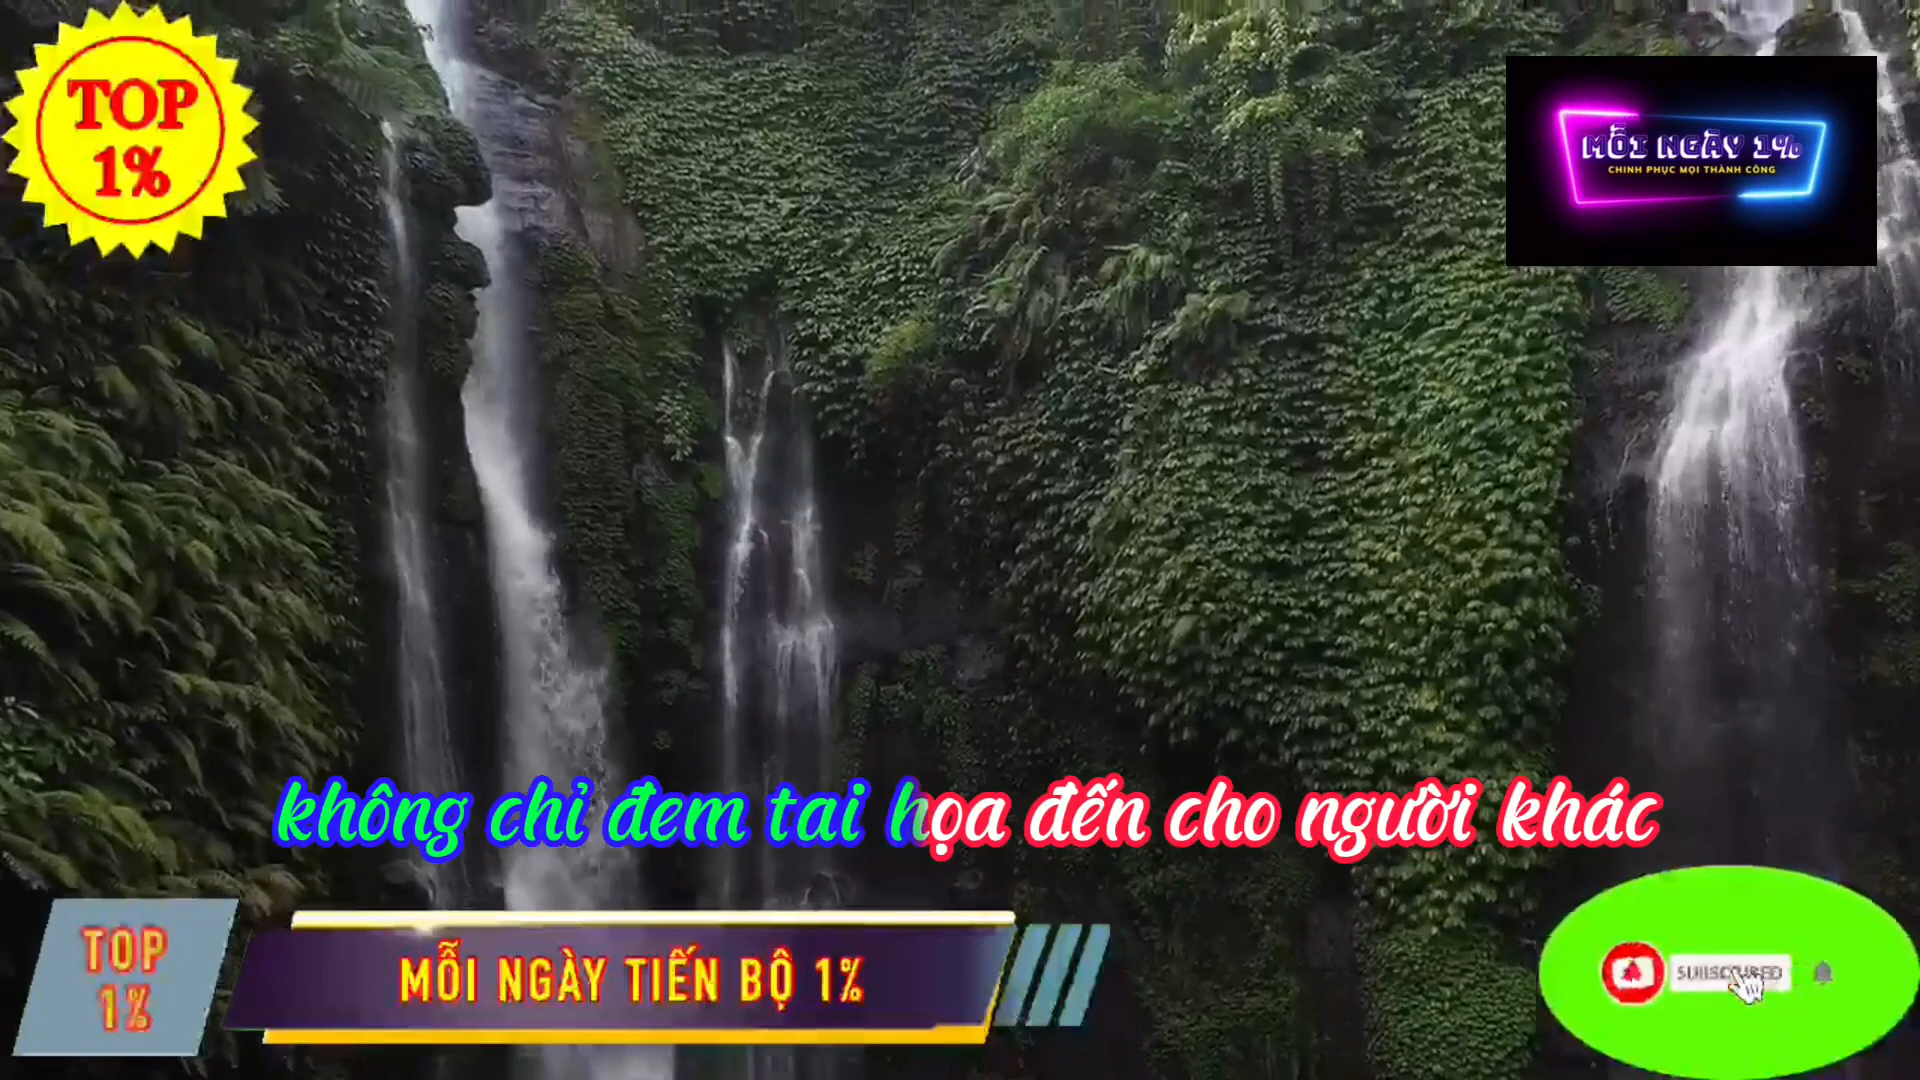 TOP
1%
MỖI NGÀY 1%
CHINH PHỤC MỌI THÀNH CÔNG
không chỉ đem tai họa đến cho người khác
TOP
1%
MỖI NGÀY TIẾN BỘ 1%